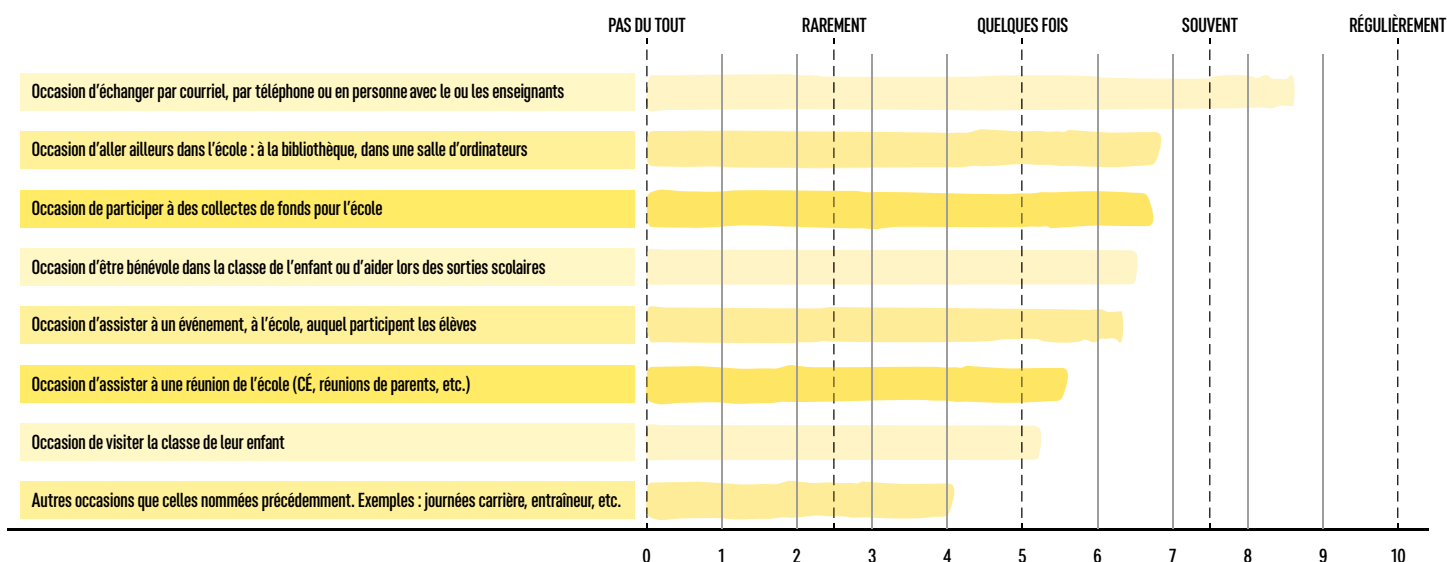 PAS DU TOUT RAREMENT QUELQUES FOIS SOUVENT RÉGULIÈREMENT
Occasion d'échanger par courriel, par téléphone ou en personne avec le ou les enseignants
Occasion d'aller ailleurs dans l'école : à la bibliothèque, dans une salle d'ordinateurs
Occasion de participer à des collectes de fonds pour l'école
Occasion d'être bénévole dans la classe de l'enfant ou d'aider lors des sorties scolaires
Occasion d'assister à un événement, à l'école, auquel participent les élèves
Occasion d'assister à une réunion de l'école (CÉ, réunions de parents, etc.)
Occasion de visiter la classe de leur enfant
Autres occasions que celles nommées précédemment. Exemples : journées carrière, entraîneur, etc.
0 1 2 3 4 5 6 7 8 9 10